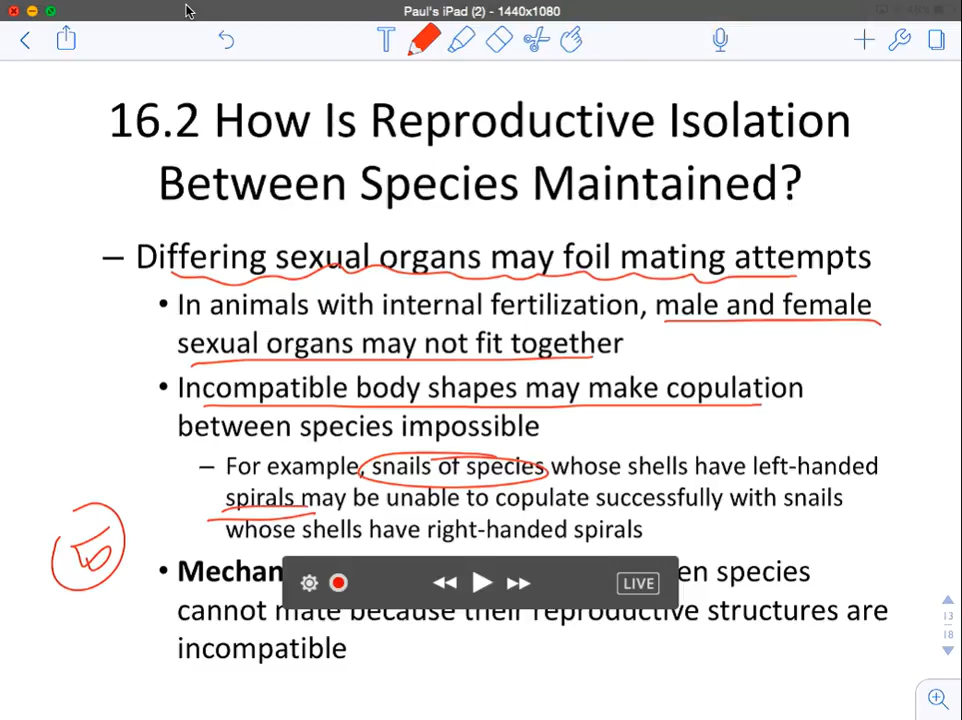 Paul's iPad (2) - 1440x1080
T
16.2 How Is Reproductive Isolation
Between Species Maintained?
– Differing sexual organs may foil mating attempts
• In animals with internal fertilization, male and female
sexual organs may not fit together
• Incompatible body shapes may make copulation
between species impossible
– For example, snails of species whose shells have left-handed
spirals may be unable to copulate successfully with snails
whose shells have right-handed spirals
• Mechan
en species
LIVE
cannot mate because their reproductive structures are
incompatible
13
18